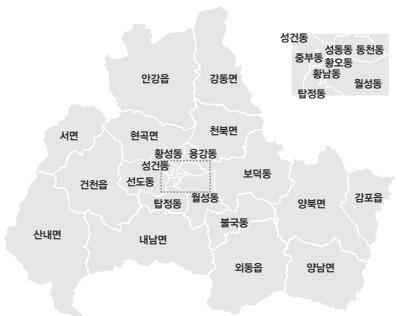 성건동
중부동
성동동 동천동
황오동
황남동
월성동
탑정동
안강읍
강동면
서면
현곡면
천북면
황성동
용강동
성건동
건천읍
선도동
보덕동
탑정동
월성동
양북면
감포읍
산내면
내남면
불국동
외동읍
양남면